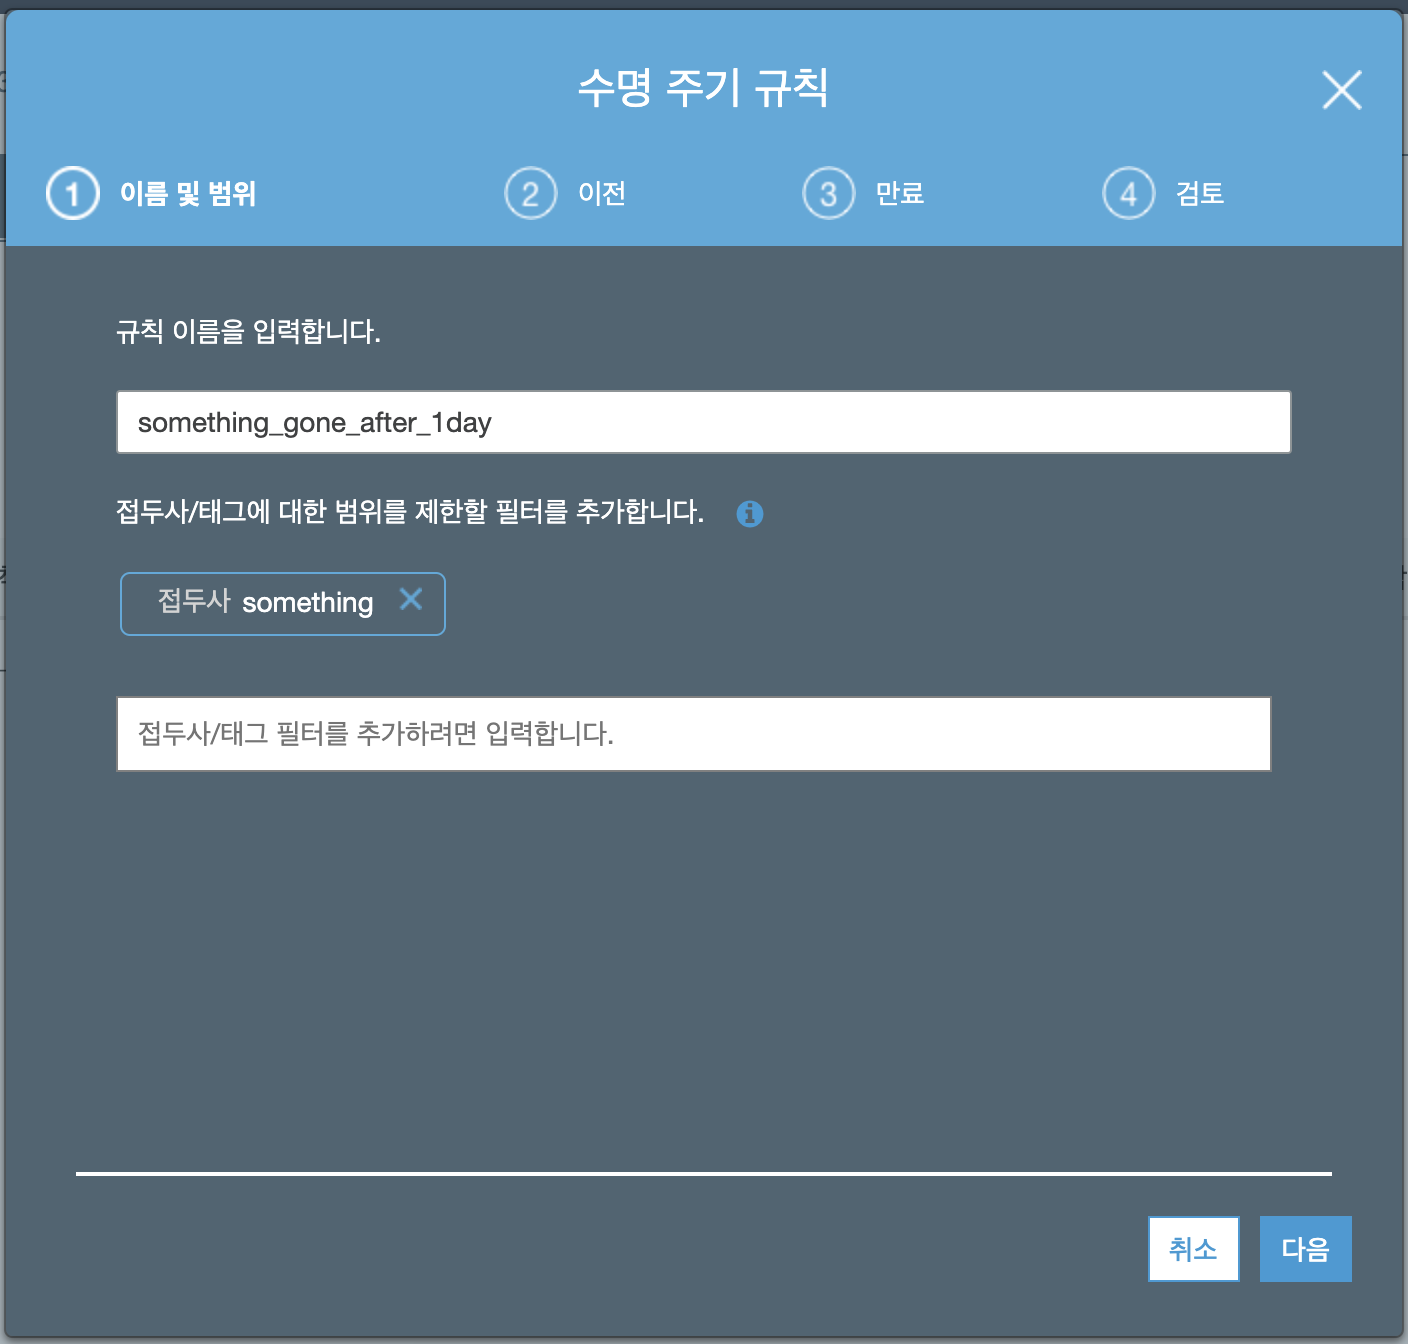 수명 주기 규칙
1 이름 및 범위 2 이전 3 만료 4 검토
규칙 이름을 입력합니다.
something_gone_after_1day
접두사/태그에 대한 범위를 제한할 필터를 추가합니다.
접두사 something
접두사/태그 필터를 추가하려면 입력합니다.
취소 다음